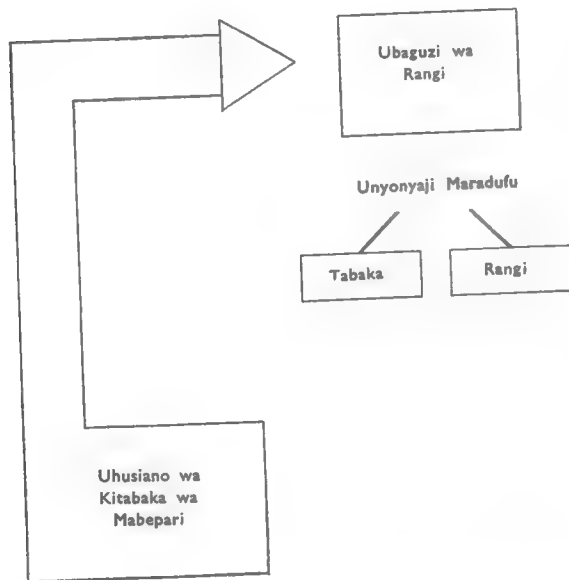 Ubaguzi wa
Rangi
Unyonyaji Maradufu
Tabaka
Rangi
Uhusiano wa
Kitabaka wa
Mabepari